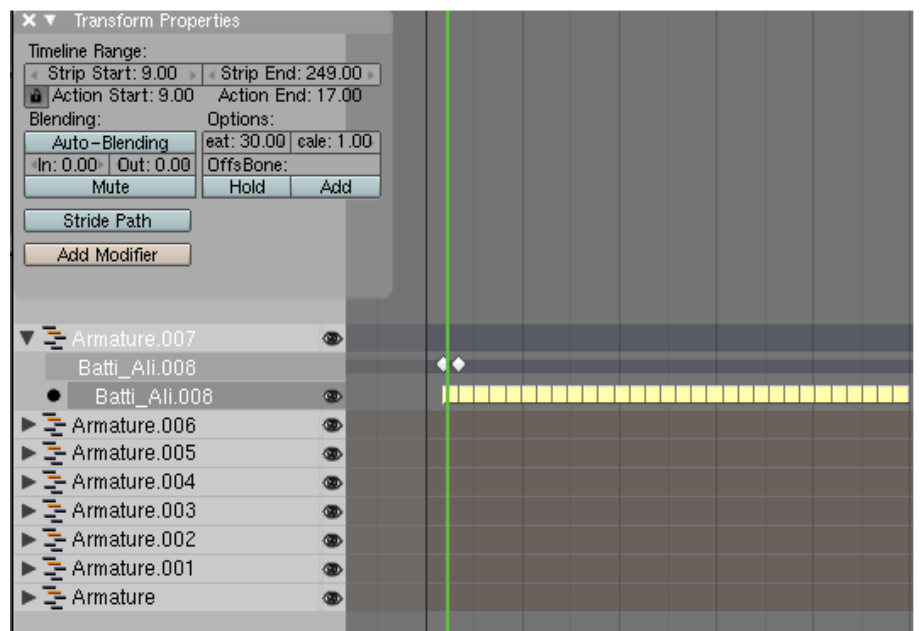 Transform Properties
Timeline Range:
Strip Start: 9.00 Strip End: 249.00
Action Start: 9.00 Action End: 17.00
Blending: Options:
Auto-Blending eat: 30.00 cale: 1.00
In: 0.00 Out: 0.00 OffsBone:
Mute Hold Add
Stride Path
Add Modifier
Armature.007
Batti_Ali.008
Batti_Ali.008
Armature.006
Armature.005
Armature.004
Armature.003
Armature.002
Armature.001
Armature